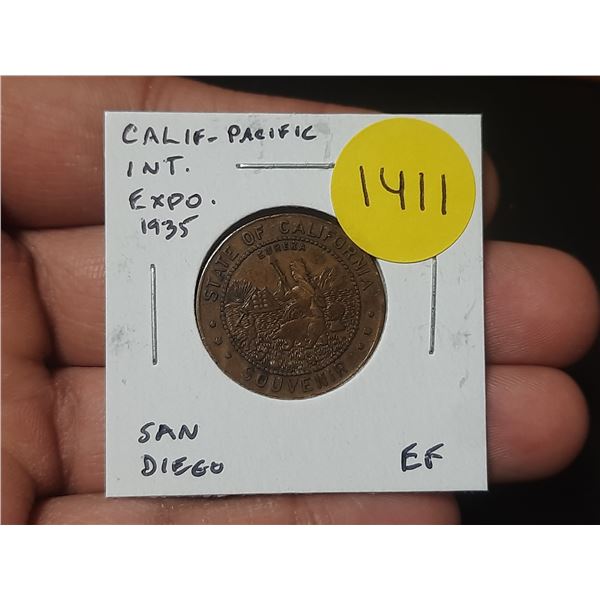 CALIF- PACIFIC
INT.
EXPO.
1935
1411
STATE OF CALIFORNIA
EUREKA
SOUVENIR
SAN
DIEGO
EF